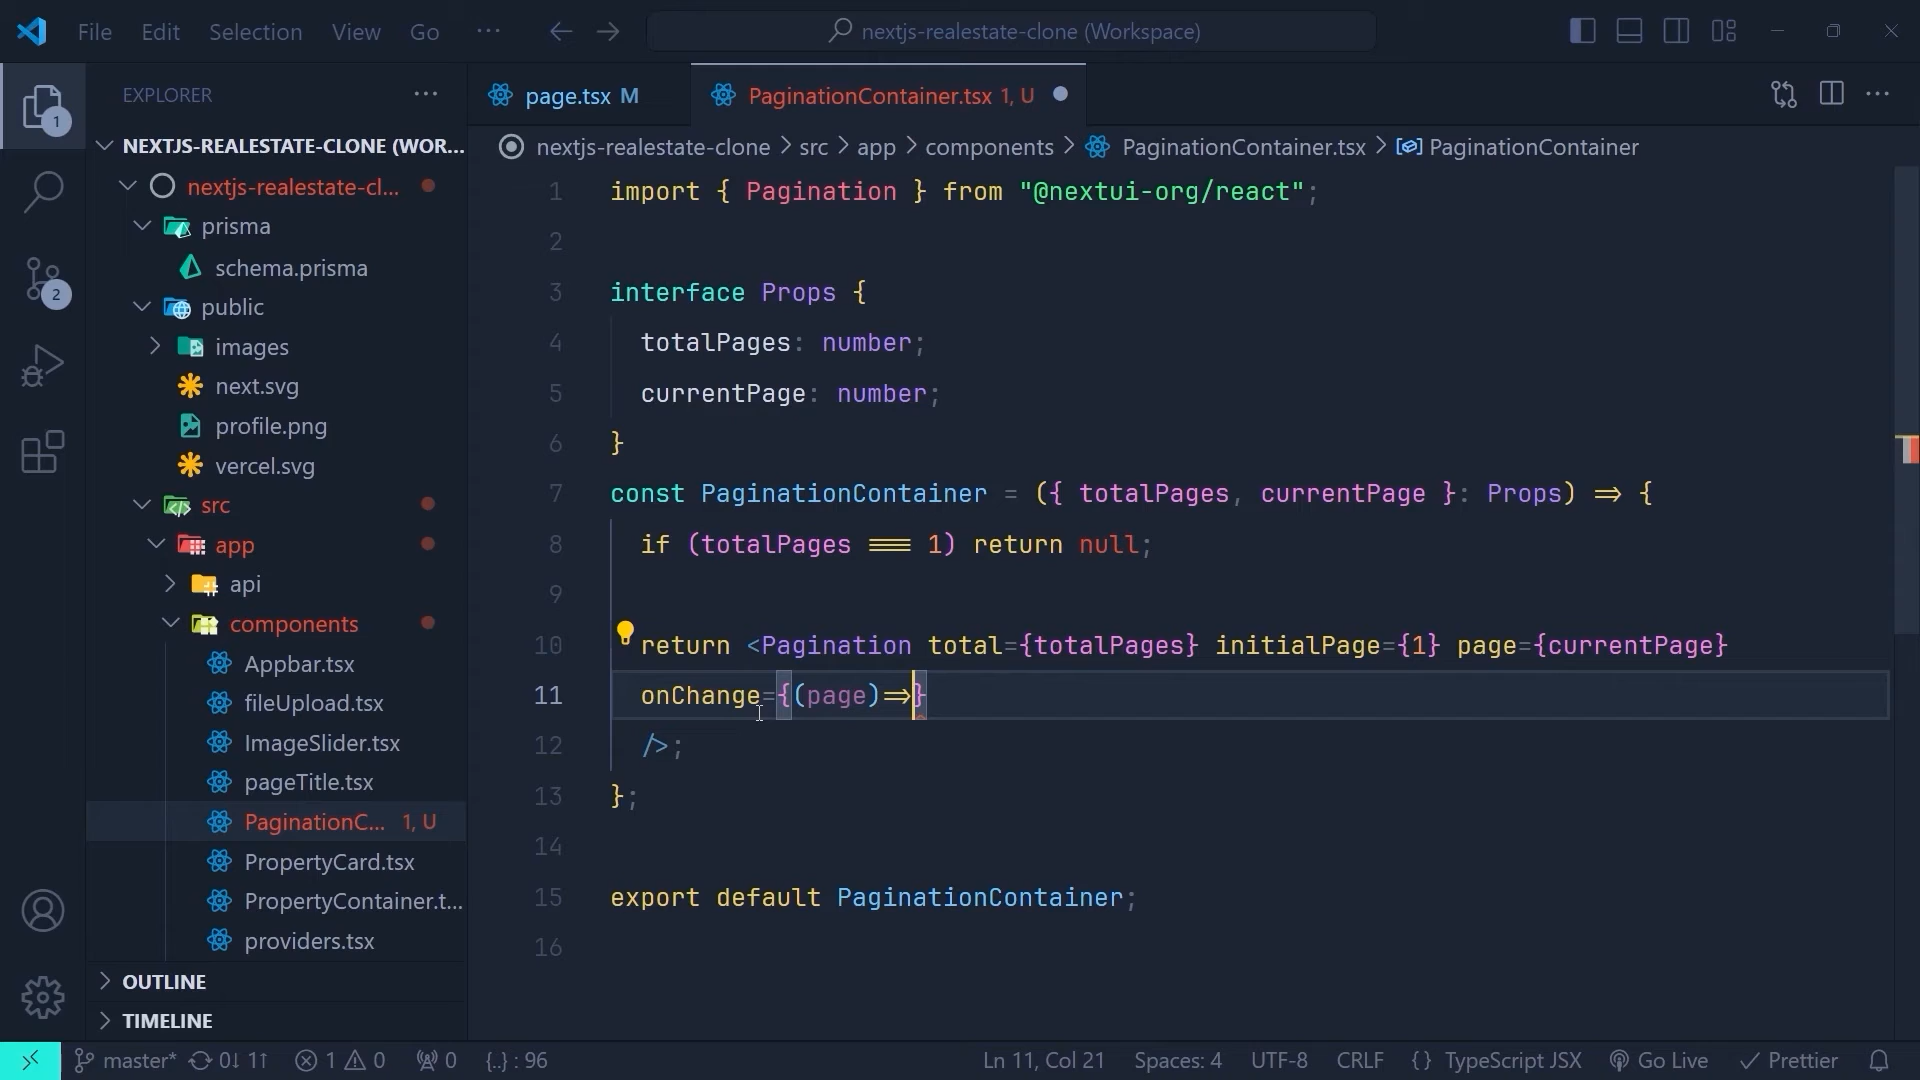 File Edit Selection View Go ... nextjs-realestate-clone (Workspace)
EXPLORER ...
page.tsx M
PaginationContainer.tsx 1, U
NEXTJS-REALESTATE-CLONE (WOR...
nextjs-realestate-clone > src > app > components > PaginationContainer.tsx > PaginationContainer
1
2
nextjs-realestate-cl...
prisma
schema.prisma
public
images
next.svg
profile.png
vercel.svg
src
app
api
components
Appbar.tsx
fileUpload.tsx
ImageSlider.tsx
pageTitle.tsx
PaginationC... 1, U
PropertyCard.tsx
PropertyContainer.t...
providers.tsx
OUTLINE
TIMELINE
1 import { Pagination } from "@nextui-org/react";
2
3 interface Props {
4 totalPages: number;
5 currentPage: number;
6 }
7 const PaginationContainer = ({ totalPages, currentPage }: Props) => {
8 if (totalPages === 1) return null;
9
10 return <Pagination total={totalPages} initialPage={1} page={currentPage}
11 onChange={(page)=>}
12 />;
13 };
14
15 export default PaginationContainer;
16
master* 0↓ 1↑ 1 0 0 {..} : 96 Ln 11, Col 21 Spaces: 4 UTF-8 CRLF {} TypeScript JSX Go Live Prettier